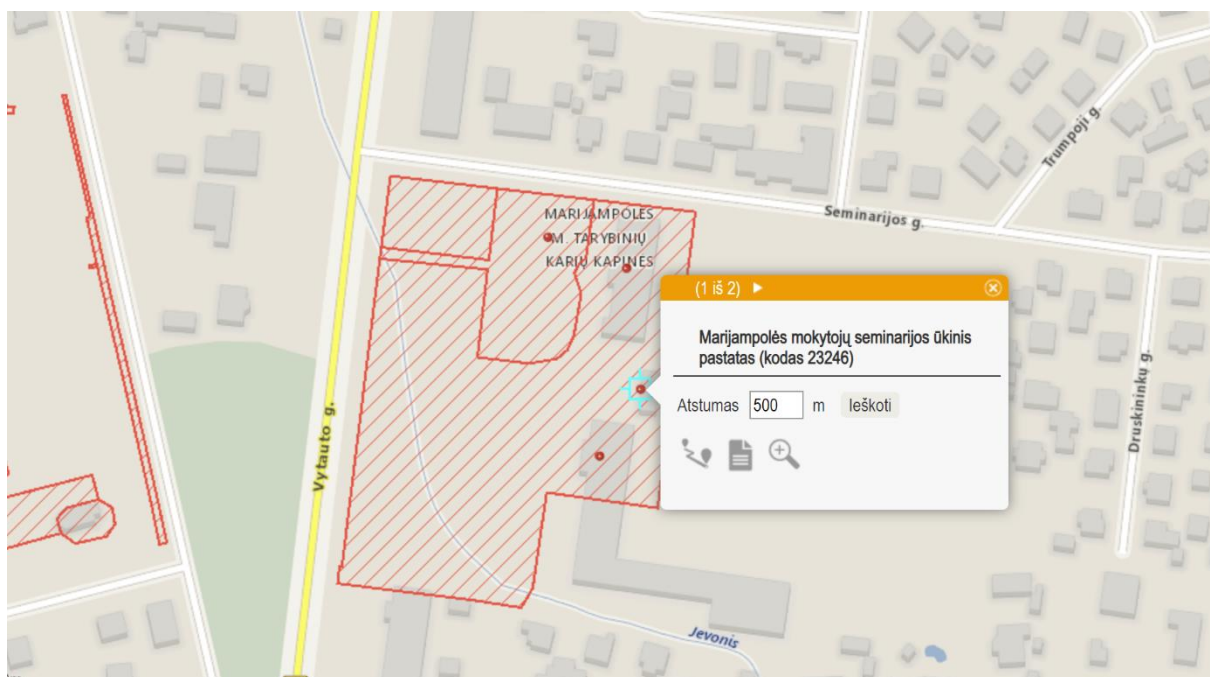 Trumpoji g.
Seminarijos g.
MARIJAMPOLĖS
M. TARYBINIŲ
KARIŲ KAPINĖS
(1 iš 2)
Marijampolės mokytojų seminarijos ūkinis
pastatas (kodas 23246)
Atstumas 500 m Ieškoti
Vytauto g.
Druskininkų g.
Jevonis